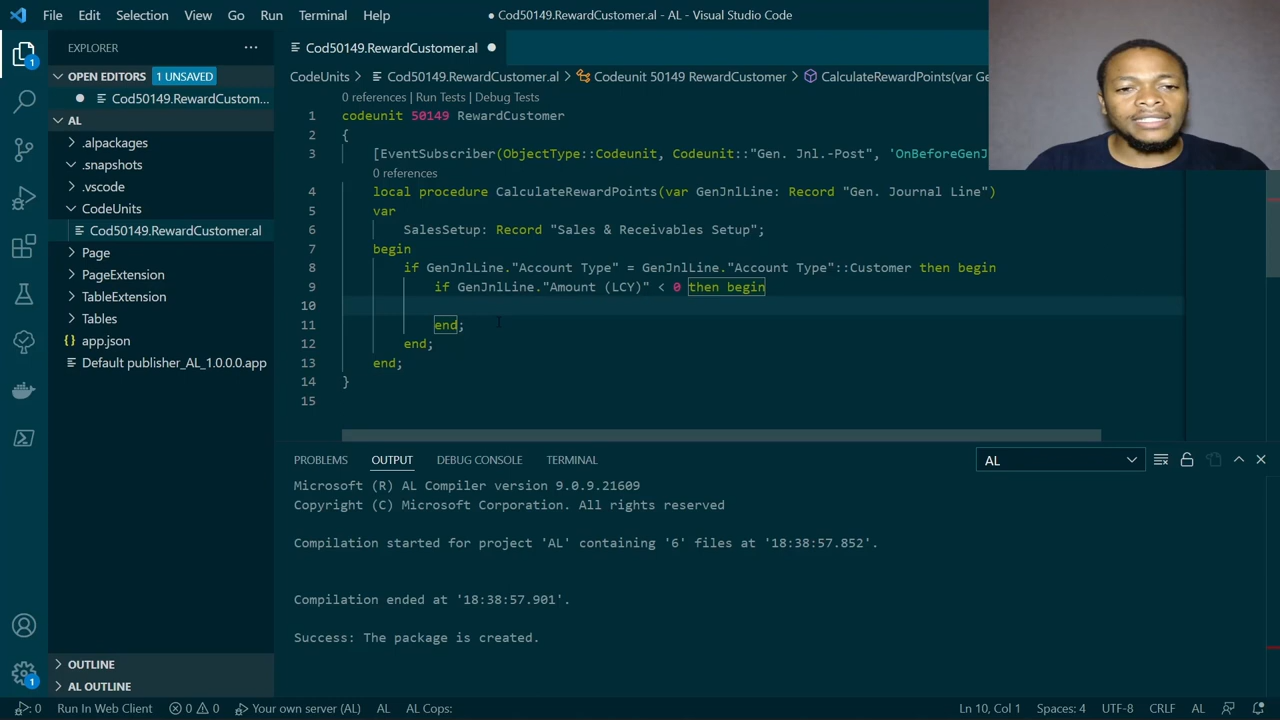 File Edit Selection View Go Run Terminal Help
● Cod50149.RewardCustomer.al - AL - Visual Studio Code
EXPLORER
OPEN EDITORS 1 UNSAVED
Cod50149.RewardCustom...
AL
.alpackages
.snapshots
.vscode
CodeUnits
Cod50149.RewardCustomer.al
Page
PageExtension
TableExtension
Tables
app.json
Default publisher_AL_1.0.0.0.app
OUTLINE
AL OUTLINE
1
1
Cod50149.RewardCustomer.al
CodeUnits > Cod50149.RewardCustomer.al > Codeunit 50149 RewardCustomer > CalculateRewardPoints(var Ge
0 references | Run Tests | Debug Tests
1 codeunit 50149 RewardCustomer
2 {
3 [EventSubscriber(ObjectType::Codeunit, Codeunit::"Gen. Jnl.-Post", 'OnBeforeGenJ
0 references
4 local procedure CalculateRewardPoints(var GenJnlLine: Record "Gen. Journal Line")
5 var
6 SalesSetup: Record "Sales & Receivables Setup";
7 begin
8 if GenJnlLine."Account Type" = GenJnlLine."Account Type"::Customer then begin
9 if GenJnlLine."Amount (LCY)" < 0 then begin
10
11 end;
12 end;
13 end;
14 }
15
PROBLEMS OUTPUT DEBUG CONSOLE TERMINAL AL
Microsoft (R) AL Compiler version 9.0.9.21609
Copyright (C) Microsoft Corporation. All rights reserved
Compilation started for project 'AL' containing '6' files at '18:38:57.852'.
Compilation ended at '18:38:57.901'.
Success: The package is created.
: 0 Run In Web Client 0 0 Your own server (AL) AL AL Cops: Ln 10, Col 1 Spaces: 4 UTF-8 CRLF AL